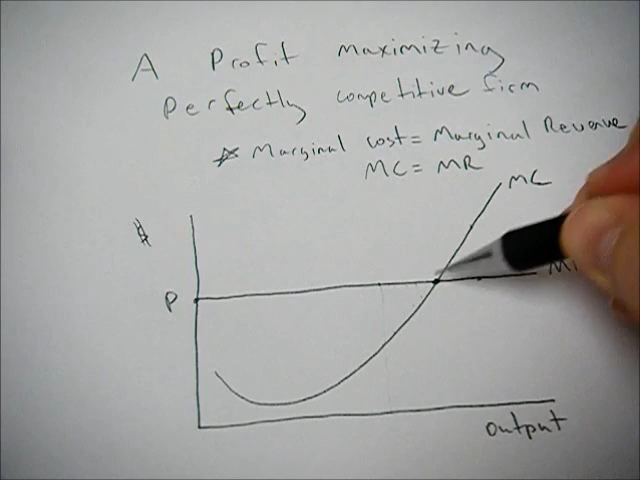 A Profit maximizing
Perfectly competitive firm
* Marginal cost = Marginal Revenue
MC = MR
MC
$
P
output